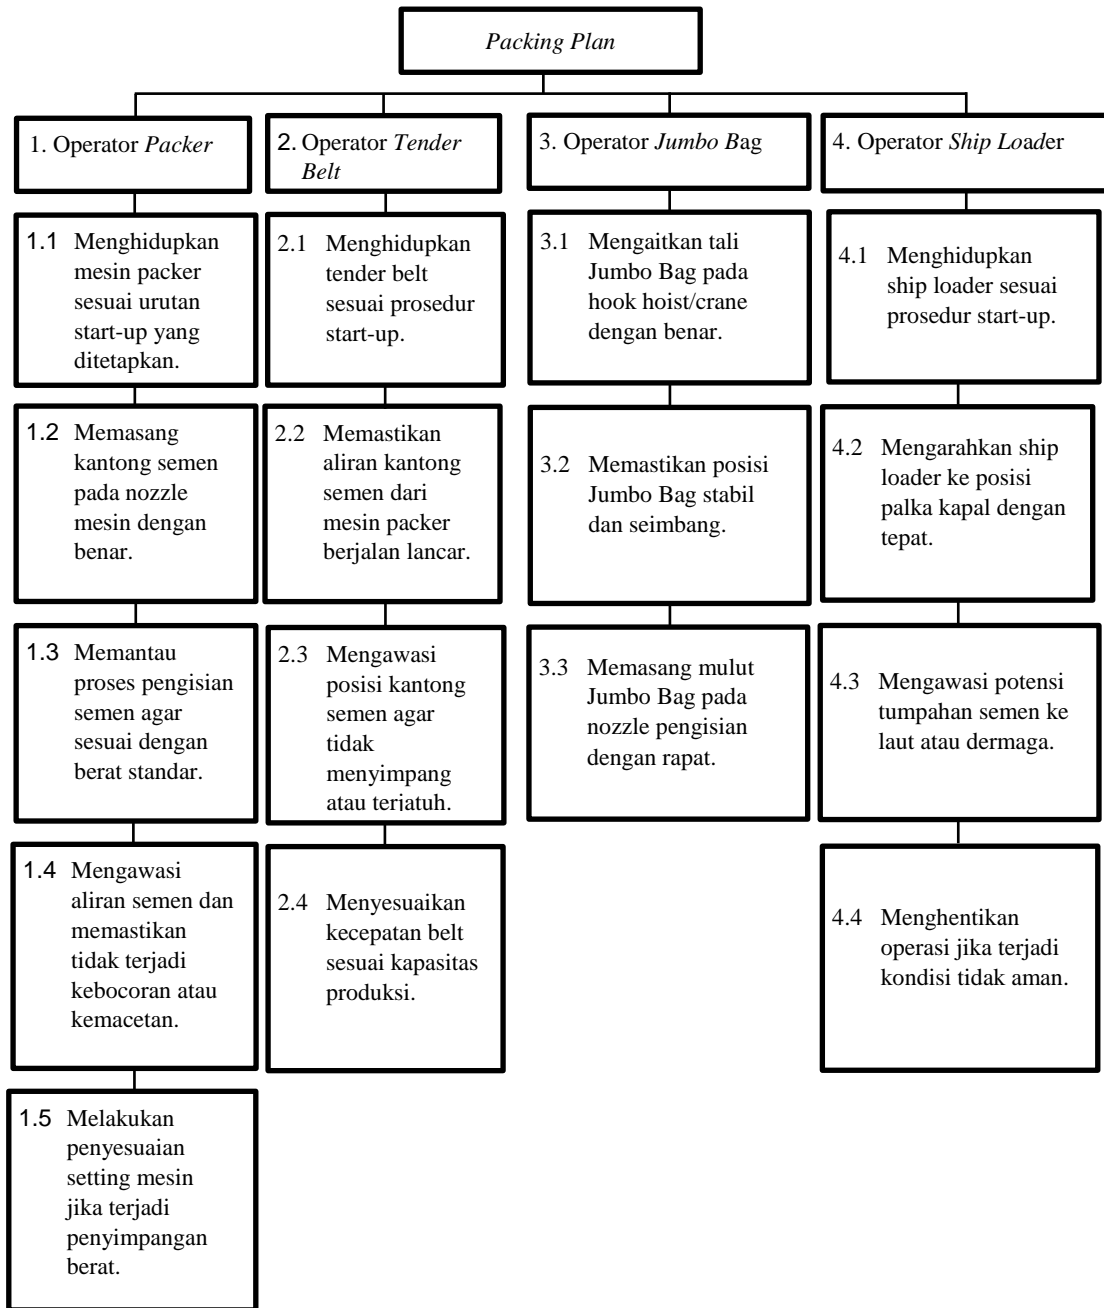 Packing Plan
1. Operator Packer
2. Operator Tender
Belt
3. Operator Jumbo Bag
4. Operator Ship Loader
1.1 Menghidupkan
mesin packer
sesuai urutan
start-up yang
ditetapkan.
2.1 Menghidupkan
tender belt
sesuai prosedur
start-up.
3.1 Mengaitkan tali
Jumbo Bag pada
hook hoist/crane
dengan benar.
4.1 Menghidupkan
ship loader sesuai
prosedur start-up.
1.2 Memasang
kantong semen
pada nozzle
mesin dengan
benar.
2.2 Memastikan
aliran kantong
semen dari
mesin packer
berjalan lancar.
3.2 Memastikan posisi
Jumbo Bag stabil
dan seimbang.
4.2 Mengarahkan ship
loader ke posisi
palka kapal dengan
tepat.
1.3 Memantau
proses pengisian
semen agar
sesuai dengan
berat standar.
2.3 Mengawasi
posisi kantong
semen agar
tidak
menyimpang
atau terjatuh.
3.3 Memasang mulut
Jumbo Bag pada
nozzle pengisian
dengan rapat.
4.3 Mengawasi potensi
tumpahan semen ke
laut atau dermaga.
1.4 Mengawasi
aliran semen dan
memastikan
tidak terjadi
kebocoran atau
kemacetan.
2.4 Menyesuaikan
kecepatan belt
sesuai kapasitas
produksi.
4.4 Menghentikan
operasi jika terjadi
kondisi tidak aman.
1.5 Melakukan
penyesuaian
setting mesin
jika terjadi
penyimpangan
berat.